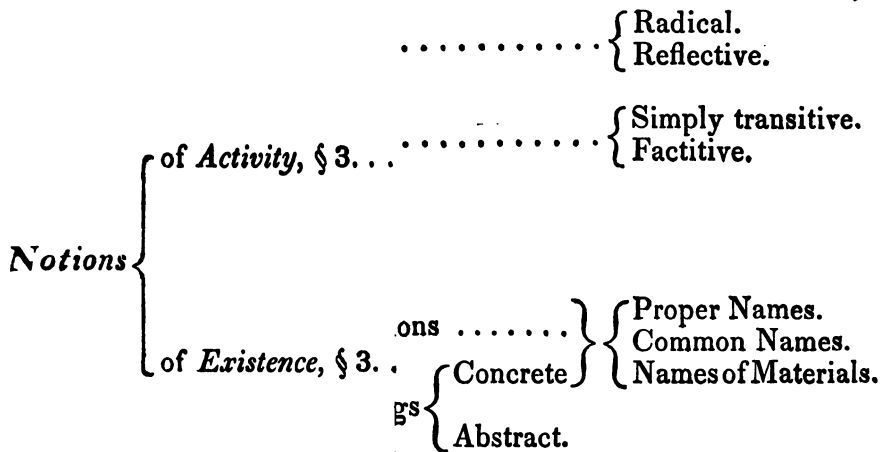 Radical.
Reflective.
Simply transitive.
of Activity, § 3. . . . . . . . . . . . . . Factitive.
Notions
ons . . . . . . . Proper Names.
Common Names.
of Existence, § 3. . Concrete Names of Materials.
gs
Abstract.